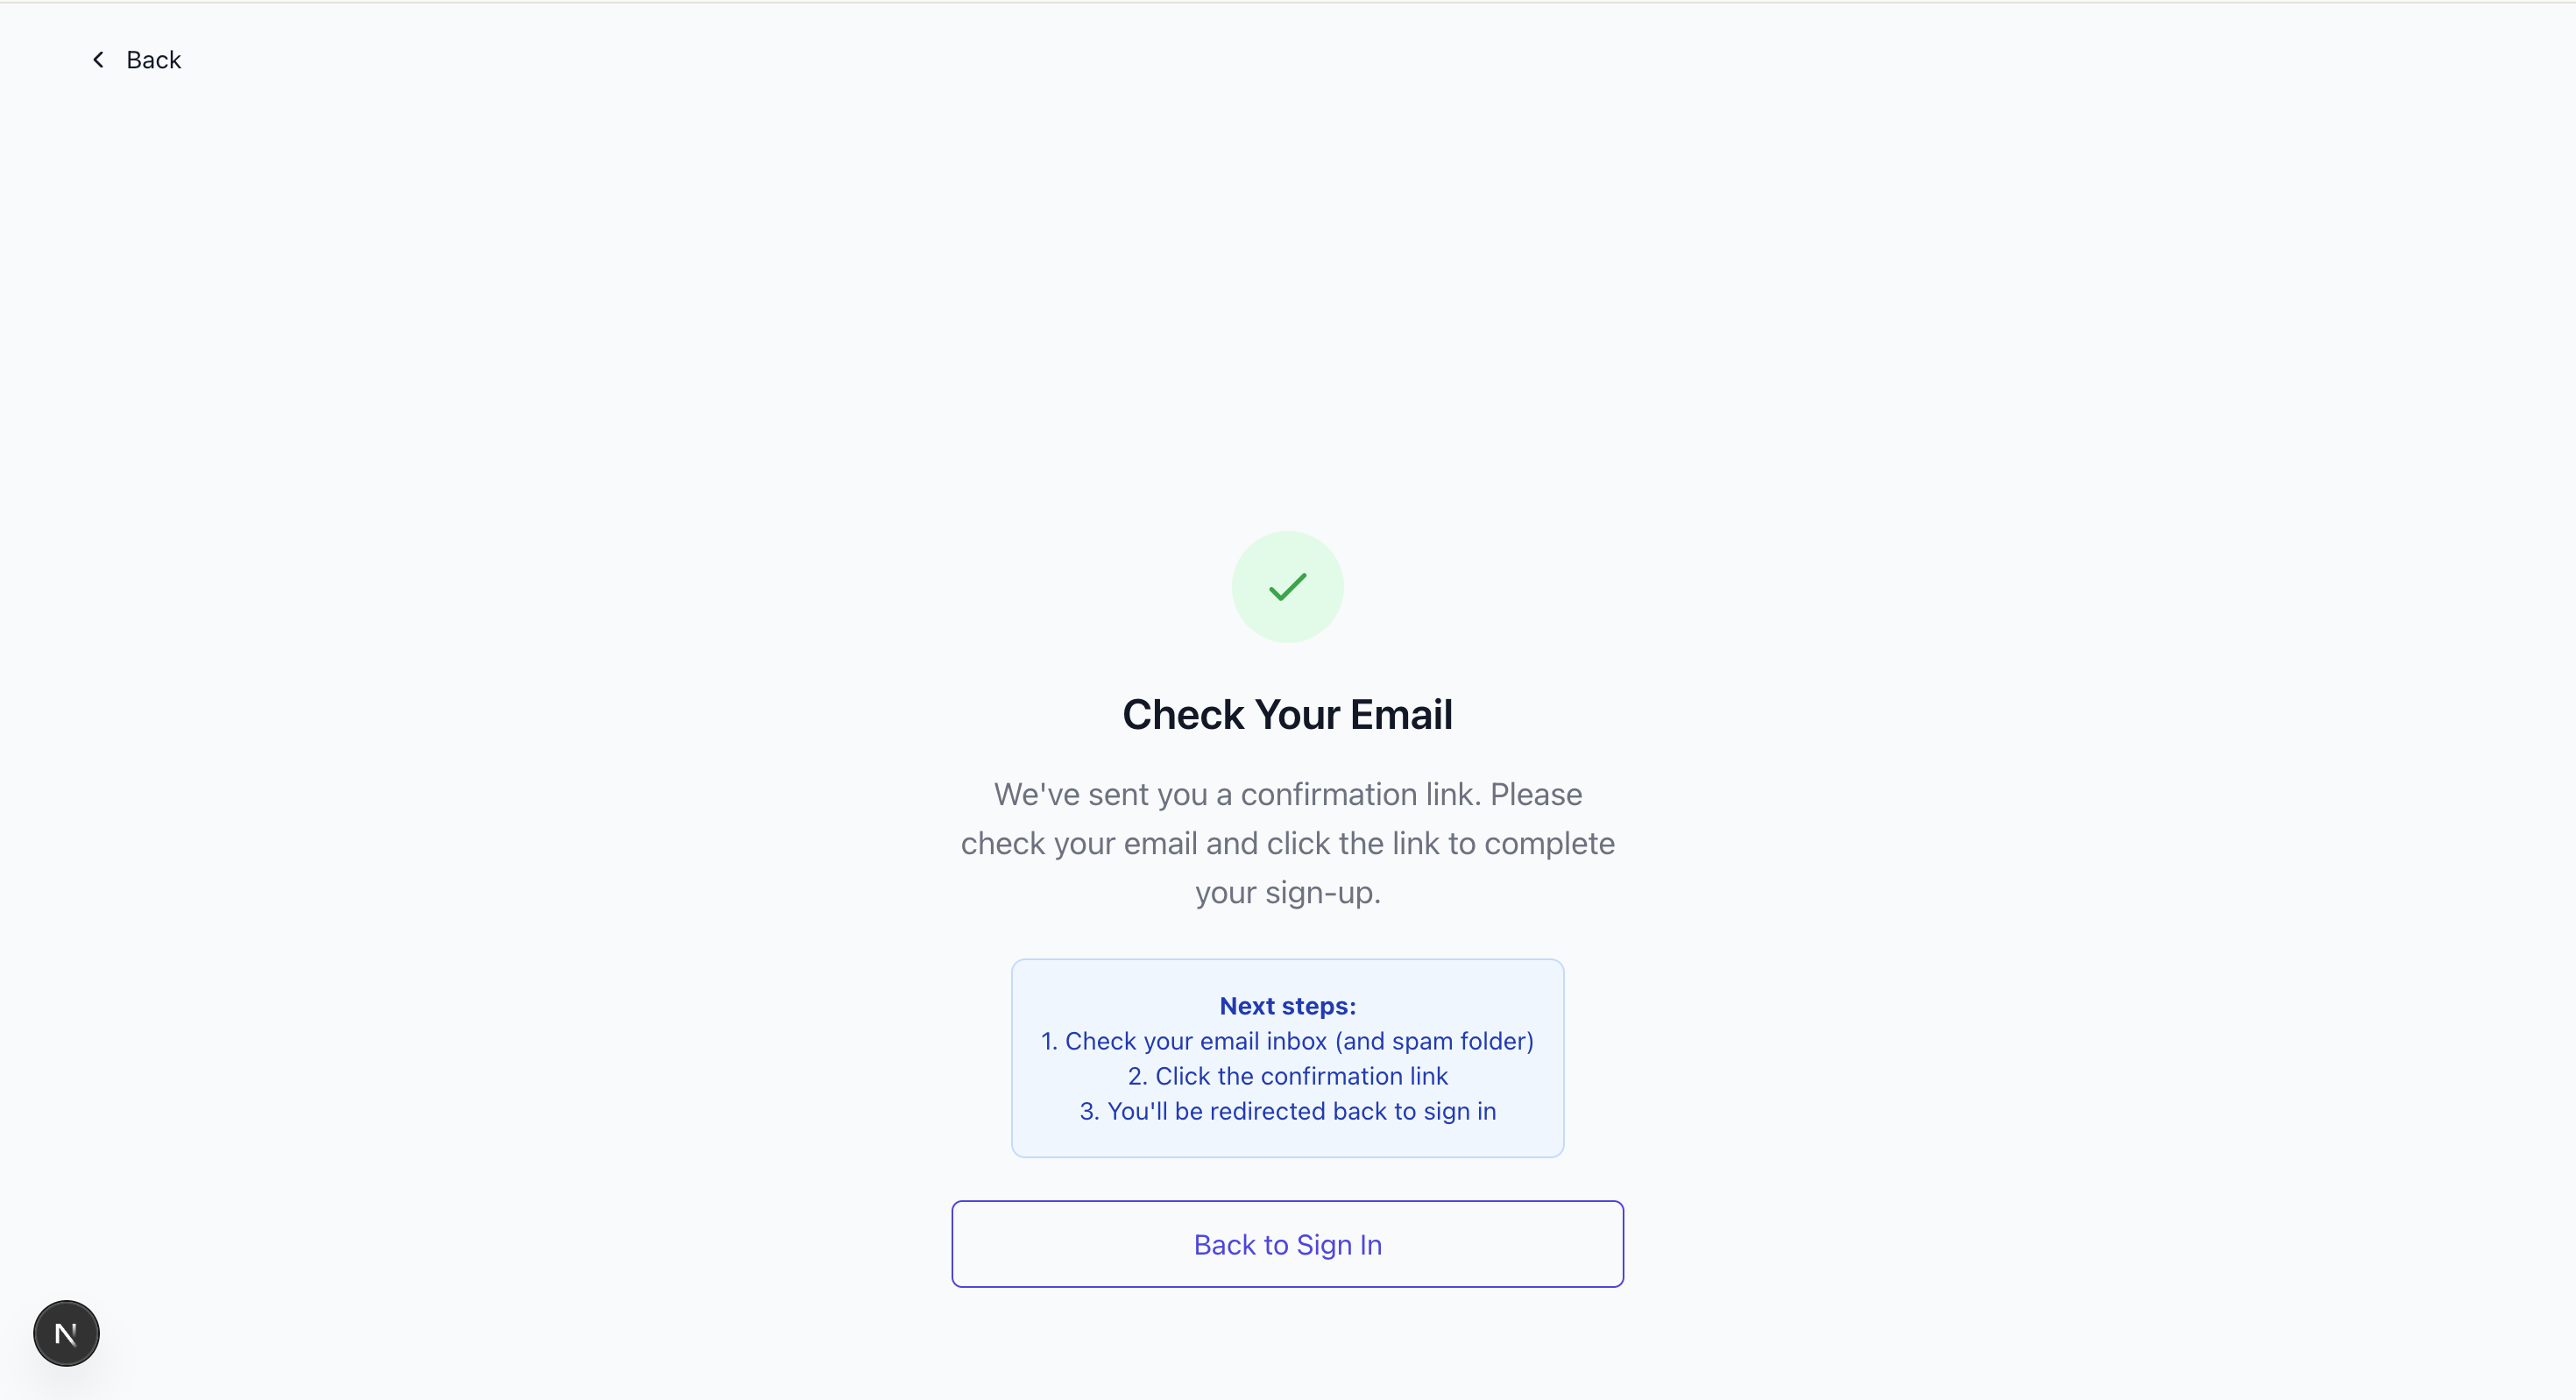 Back
Check Your Email
We've sent you a confirmation link. Please
check your email and click the link to complete
your sign-up.
Next steps:
1. Check your email inbox (and spam folder)
2. Click the confirmation link
3. You'll be redirected back to sign in
Back to Sign In
N